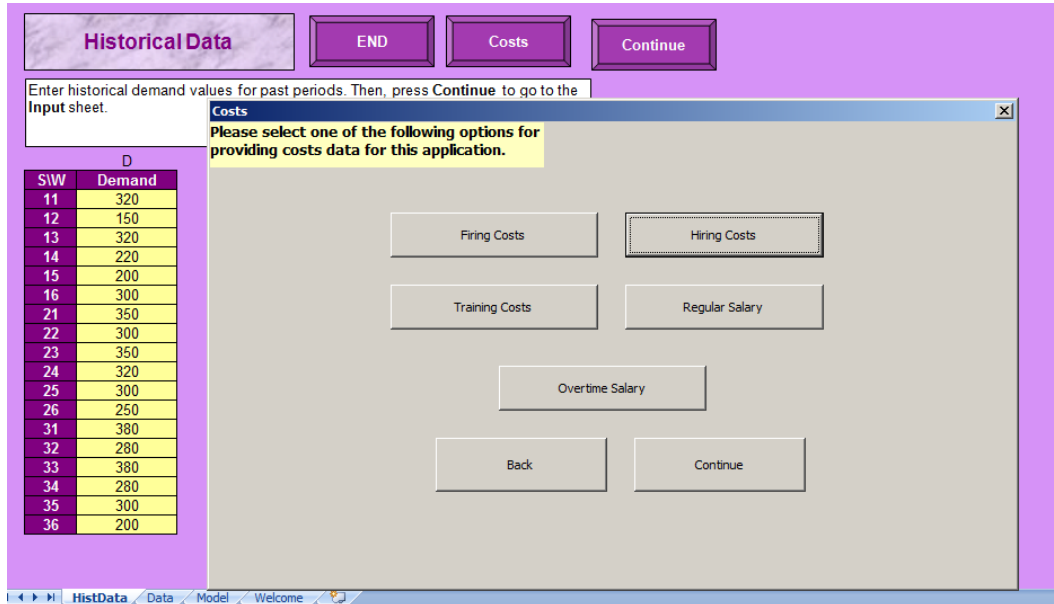 Historical Data
END
Costs
Continue
Enter historical demand values for past periods. Then, press Continue to go to the
Input sheet.
Costs
Please select one of the following options for
providing costs data for this application.
D
S\W Demand
11 320
12 150
13 320
14 220
15 200
16 300
21 350
22 300
23 350
24 320
25 300
26 250
31 380
32 280
33 380
34 280
35 300
36 200
Firing Costs
Hiring Costs
Training Costs
Regular Salary
Overtime Salary
Back
Continue
HistData Data Model Welcome